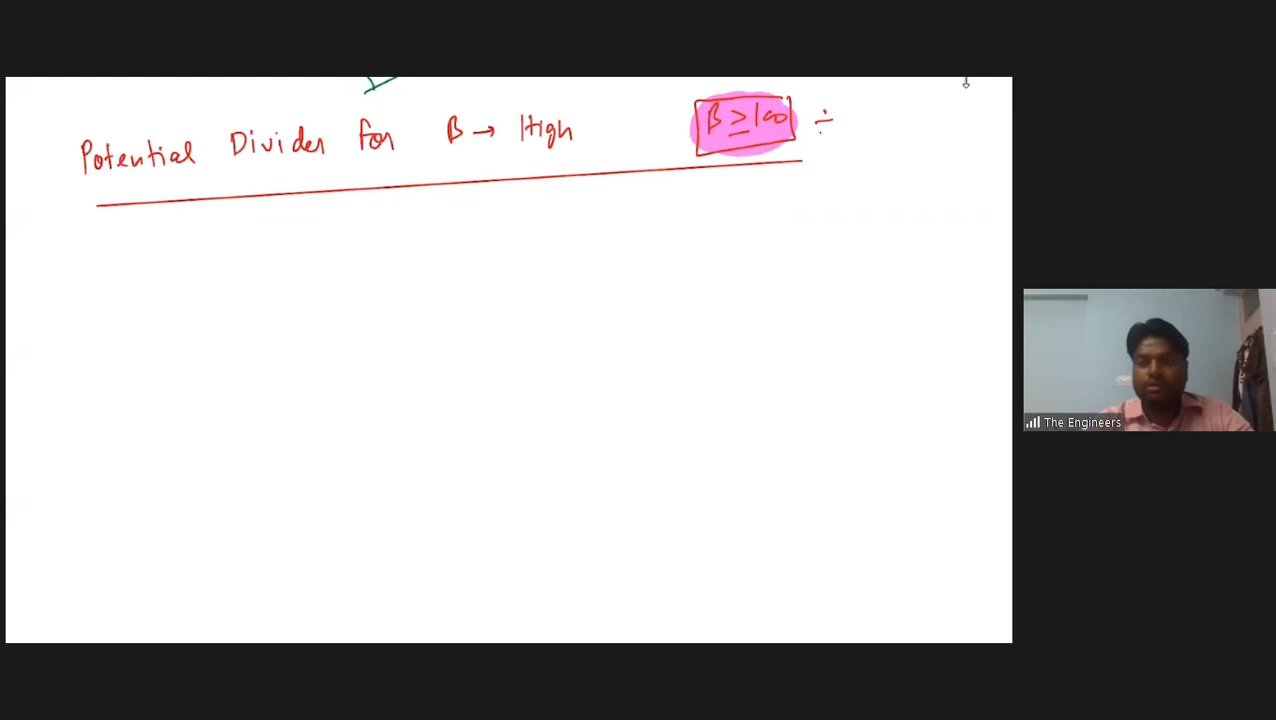 Potential Divider for β → High β ≥ 100 ÷
The Engineers